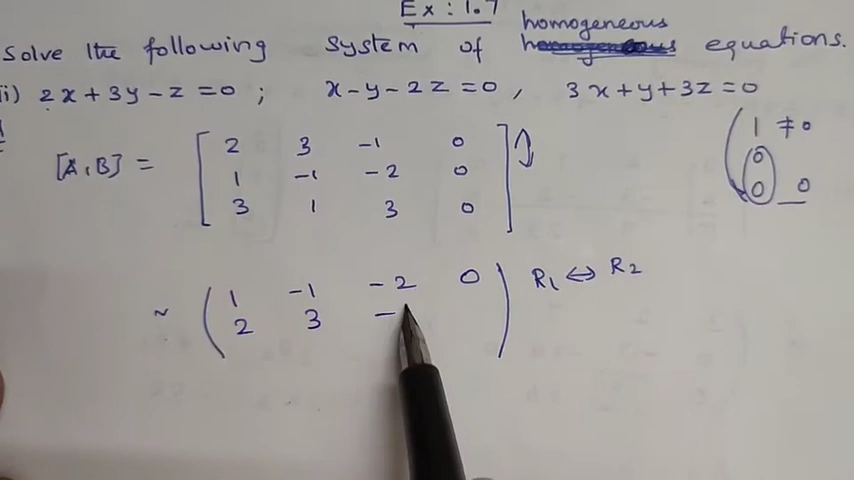 Ex: 1.7
homogeneous
Solve the following system of equations.
ii) 2x+3y-z=0 ; x-y-2z=0, 3x+y+3z=0
[A,B] = [ 2 3 -1 0
1 -1 -2 0
3 1 3 0 ]
1 ≠0
0
0 0
~ ( 1 -1 -2 0 ) R1 ⇔ R2
2 3 -